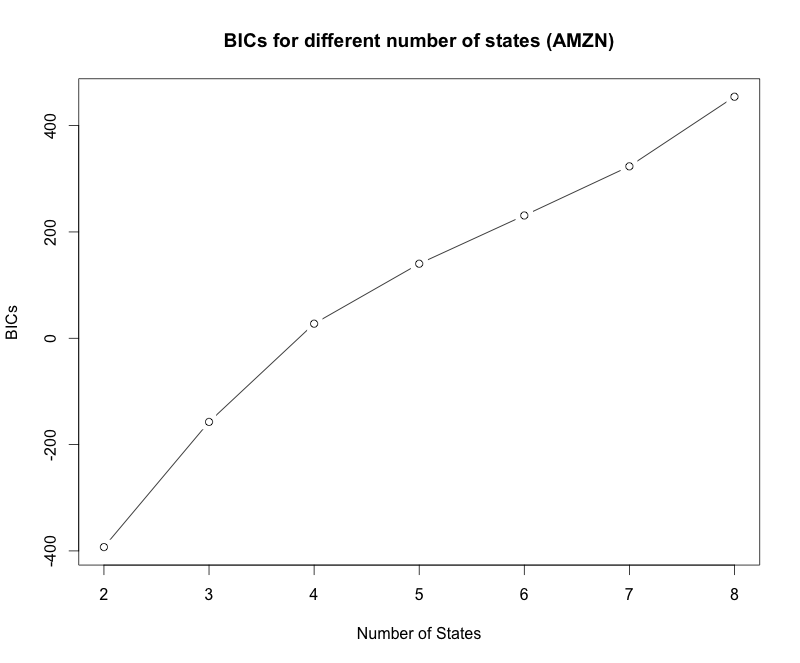 BICs for different number of states (AMZN)
BICs
400
200
0
-200
-400
2 3 4 5 6 7 8
Number of States